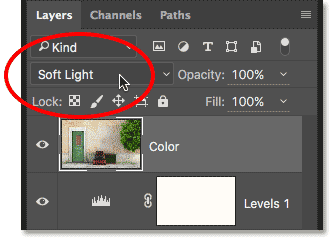 Layers Channels Paths
Kind T
Soft Light Opacity: 100%
Lock: Fill: 100%
Color
Levels 1